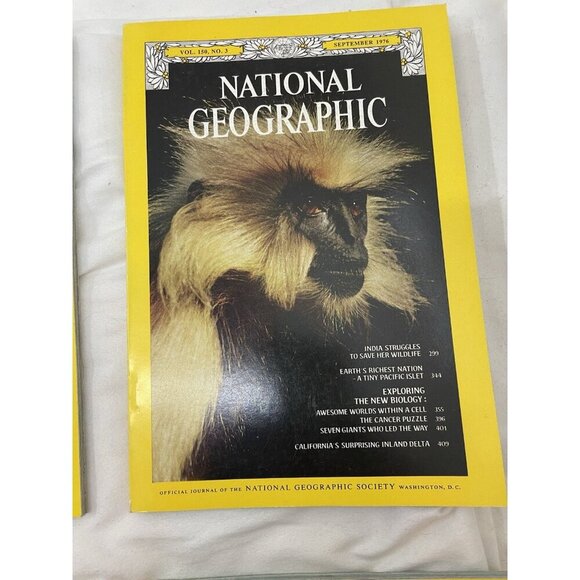 VOL. 150, NO. 3
SEPTEMBER 1976
NATIONAL
GEOGRAPHIC
INDIA STRUGGLES
TO SAVE HER WILDLIFE 299
EARTH'S RICHEST NATION
-A TINY PACIFIC ISLET 344
EXPLORING
THE NEW BIOLOGY:
AWESOME WORLDS WITHIN A CELL 355
THE CANCER PUZZLE 396
SEVEN GIANTS WHO LED THE WAY 401
CALIFORNIA'S SURPRISING INLAND DELTA 409
OFFICIAL JOURNAL OF THE NATIONAL GEOGRAPHIC SOCIETY WASHINGTON, D.C.